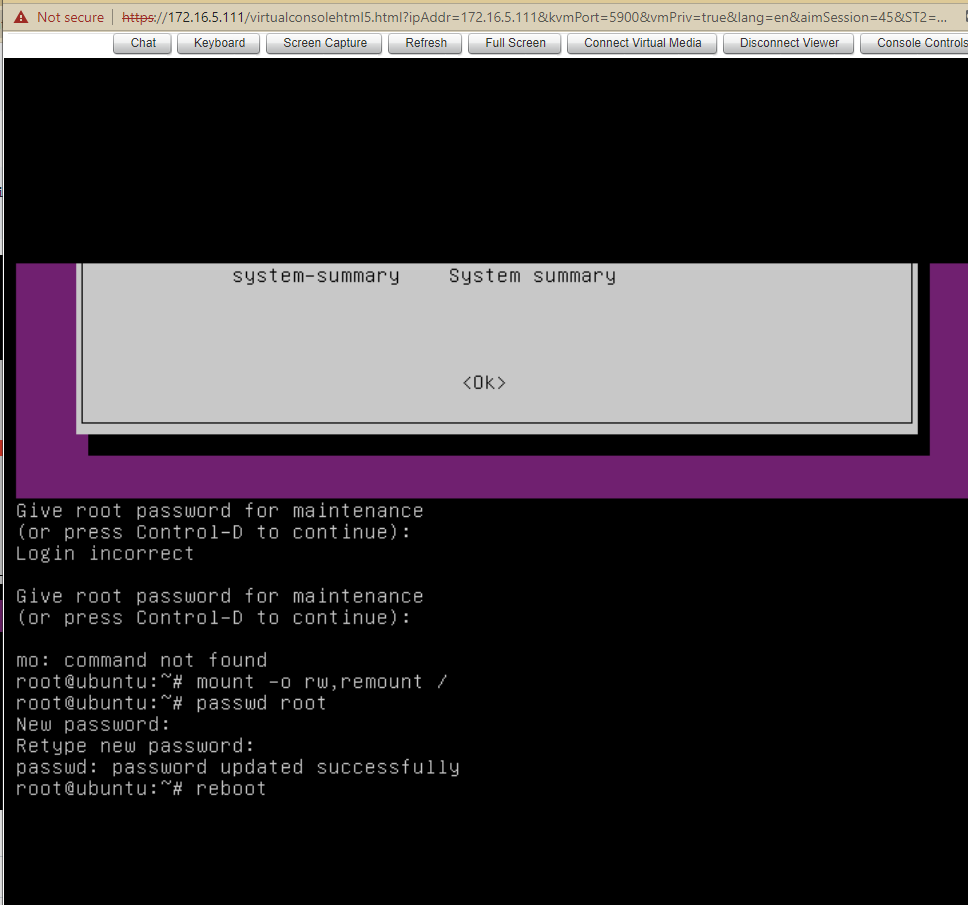 Not secure | https://172.16.5.111/virtualconsolehtml5.html?ipAddr=172.16.5.111&kvmPort=5900&vmPriv=true&lang=en&aimSession=45&ST2=...
Chat Keyboard Screen Capture Refresh Full Screen Connect Virtual Media Disconnect Viewer Console Controls
system-summary System summary
<Ok>
Give root password for maintenance
(or press Control-D to continue):
Login incorrect
Give root password for maintenance
(or press Control-D to continue):
mo: command not found
root@ubuntu:~# mount -o rw,remount /
root@ubuntu:~# passwd root
New password:
Retype new password:
passwd: password updated successfully
root@ubuntu:~# reboot